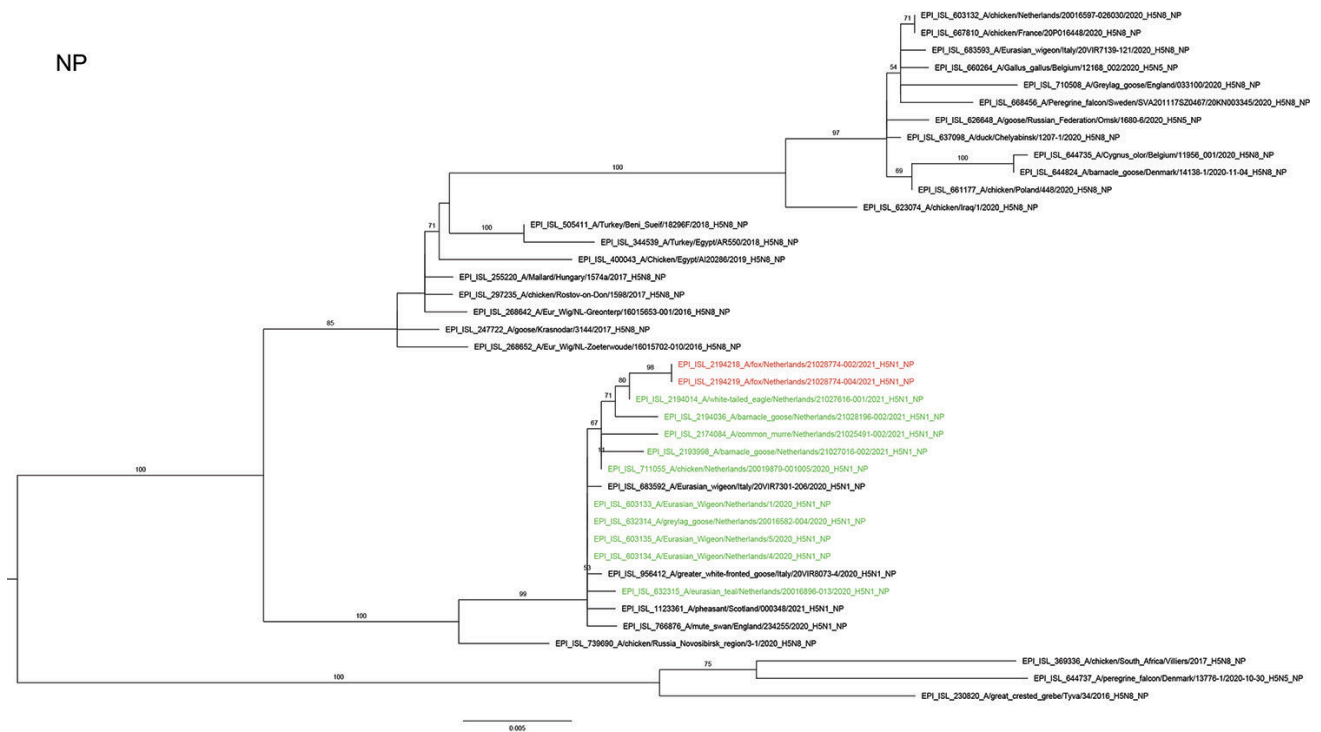 NP
71
EPI_ISL_603132_A/chicken/Netherlands/20016597-026030/2020_H5N8_NP
EPI_ISL_667810_A/chicken/France/20P016448/2020_H5N8_NP
EPI_ISL_683593_A/Eurasian_wigeon/Italy/20VIR7139-121/2020_H5N8_NP
54
EPI_ISL_660264_A/Gallus_gallus/Belgium/12168_002/2020_H5N5_NP
EPI_ISL_710508_A/Greylag_goose/England/033100/2020_H5N8_NP
EPI_ISL_668456_A/Peregrine_falcon/Sweden/SVA201117SZ0467/20KN003345/2020_H5N8_NP
EPI_ISL_626648_A/goose/Russian_Federation/Omsk/1680-6/2020_H5N5_NP
97
EPI_ISL_637098_A/duck/Chelyabinsk/1207-1/2020_H5N8_NP
EPI_ISL_644735_A/Cygnus_olor/Belgium/11956_001/2020_H5N8_NP
100
100
69
EPI_ISL_644824_A/barnacle_goose/Denmark/14138-1/2020-11-04_H5N8_NP
EPI_ISL_661177_A/chicken/Poland/448/2020_H5N8_NP
EPI_ISL_623074_A/chicken/Iraq/1/2020_H5N8_NP
71
EPI_ISL_505411_A/Turkey/Beni_Sueif/18296F/2018_H5N8_NP
100
EPI_ISL_344539_A/Turkey/Egypt/AR550/2018_H5N8_NP
EPI_ISL_400043_A/Chicken/Egypt/AI20286/2019_H5N8_NP
EPI_ISL_255220_A/Mallard/Hungary/1574a/2017_H5N8_NP
EPI_ISL_297235_A/chicken/Rostov-on-Don/1598/2017_H5N8_NP
EPI_ISL_268642_A/Eur_Wig/NL-Greonterp/16015653-001/2016_H5N8_NP
85
EPI_ISL_247722_A/goose/Krasnodar/3144/2017_H5N8_NP
EPI_ISL_268652_A/Eur_Wig/NL-Zoeterwoude/16015702-010/2016_H5N8_NP
EPI_ISL_2194218_A/fox/Netherlands/21028774-002/2021_H5N1_NP
98
80
EPI_ISL_2194219_A/fox/Netherlands/21028774-004/2021_H5N1_NP
71
EPI_ISL_2194014_A/white-tailed_eagle/Netherlands/21027616-001/2021_H5N1_NP
EPI_ISL_2194036_A/barnacle_goose/Netherlands/21028196-002/2021_H5N1_NP
67
EPI_ISL_2174084_A/common_murre/Netherlands/21025491-002/2021_H5N1_NP
EPI_ISL_2193998_A/barnacle_goose/Netherlands/21027016-002/2021_H5N1_NP
EPI_ISL_711055_A/chicken/Netherlands/20019879-001005/2020_H5N1_NP
100
EPI_ISL_683592_A/Eurasian_wigeon/Italy/20VIR7301-206/2020_H5N1_NP
EPI_ISL_603133_A/Eurasian_Wigeon/Netherlands/1/2020_H5N1_NP
EPI_ISL_632314_A/greylag_goose/Netherlands/20016582-004/2020_H5N1_NP
EPI_ISL_603135_A/Eurasian_Wigeon/Netherlands/5/2020_H5N1_NP
EPI_ISL_603134_A/Eurasian_Wigeon/Netherlands/4/2020_H5N1_NP
53
EPI_ISL_956412_A/greater_white-fronted_goose/Italy/20VIR8073-4/2020_H5N1_NP
EPI_ISL_632315_A/eurasian_teal/Netherlands/20016896-013/2020_H5N1_NP
99
EPI_ISL_1123361_A/pheasant/Scotland/000348/2021_H5N1_NP
100
EPI_ISL_766876_A/mute_swan/England/234255/2020_H5N1_NP
EPI_ISL_739690_A/chicken/Russia_Novosibirsk_region/3-1/2020_H5N8_NP
EPI_ISL_369336_A/chicken/South_Africa/Villiers/2017_H5N8_NP
75
100
EPI_ISL_644737_A/peregrine_falcon/Denmark/13776-1/2020-10-30_H5N5_NP
EPI_ISL_230820_A/great_crested_grebe/Tyva/34/2016_H5N8_NP
0.005